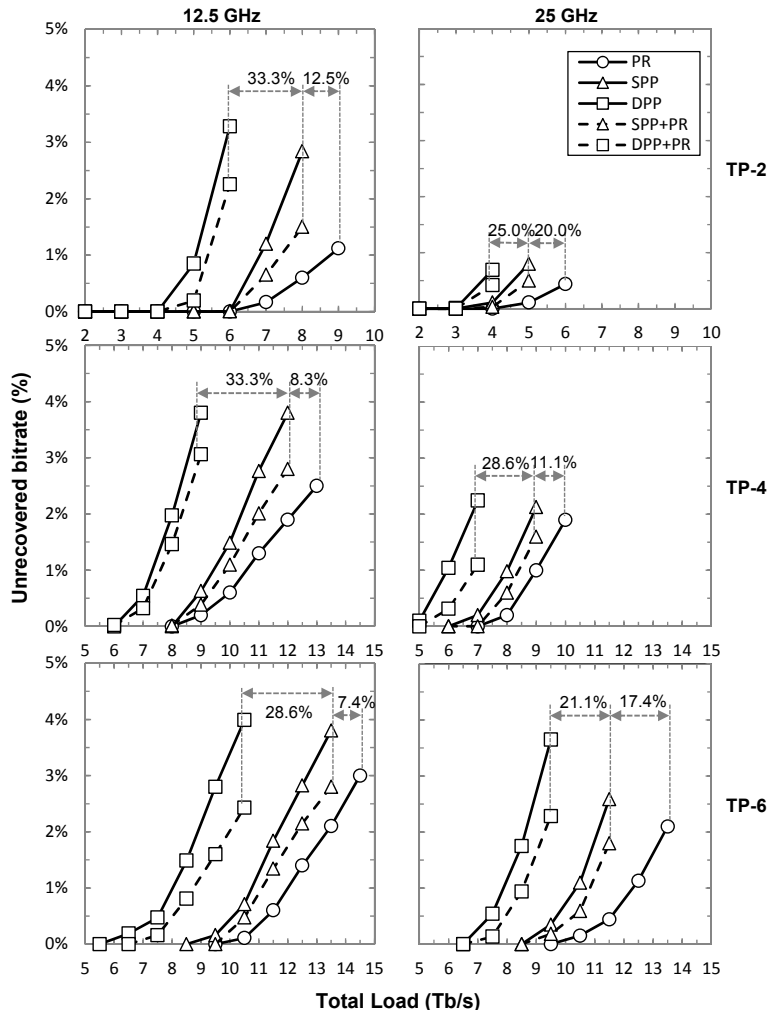 12.5 GHz
25 GHz
5%
4%
3%
2%
1%
0%
33.3%
12.5%
2 3 4 5 6 7 8 9 10
PR
SPP
DPP
SPP+PR
DPP+PR
25.0%
20.0%
2 3 4 5 6 7 8 9 10
TP-2
Unrecovered bitrate (%)
5%
4%
3%
2%
1%
0%
33.3%
8.3%
5 6 7 8 9 10 11 12 13 14 15
28.6%
11.1%
5 6 7 8 9 10 11 12 13 14 15
TP-4
5%
4%
3%
2%
1%
0%
28.6%
7.4%
5 6 7 8 9 10 11 12 13 14 15
21.1%
17.4%
5 6 7 8 9 10 11 12 13 14 15
TP-6
Total Load (Tb/s)